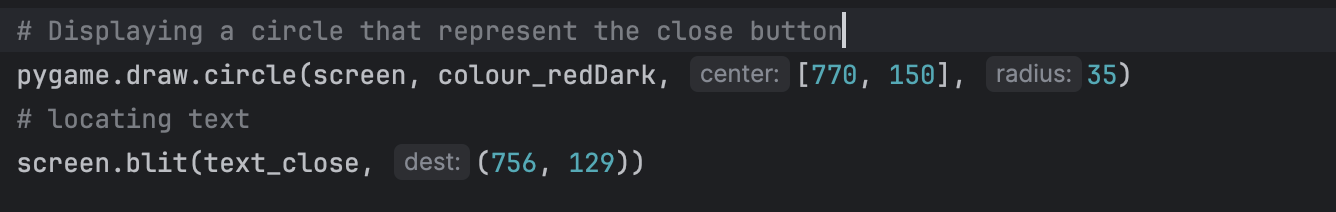 # Displaying a circle that represent the close button
pygame.draw.circle(screen, colour_redDark, center: [770, 150], radius: 35)
# locating text
screen.blit(text_close, dest: (756, 129))